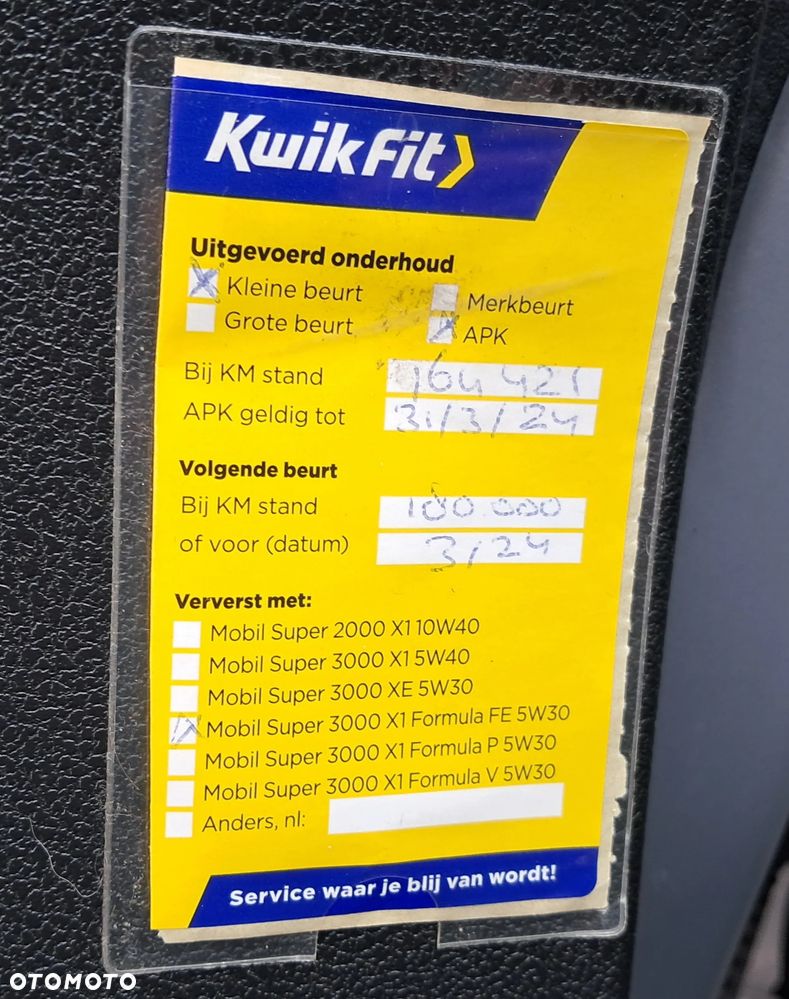 KwikFit
Uitgevoerd onderhoud
Kleine beurt Merkbeurt
Grote beurt APK
Bij KM stand 164 421
APK geldig tot 31/3/24
Volgende beurt
Bij KM stand 180 000
of voor (datum) 3/24
Ververst met:
Mobil Super 2000 X1 10W40
Mobil Super 3000 X1 5W40
Mobil Super 3000 XE 5W30
Mobil Super 3000 X1 Formula FE 5W30
Mobil Super 3000 X1 Formula P 5W30
Mobil Super 3000 X1 Formula V 5W30
Anders, nl:
Service waar je blij van wordt!
OTOMOTO